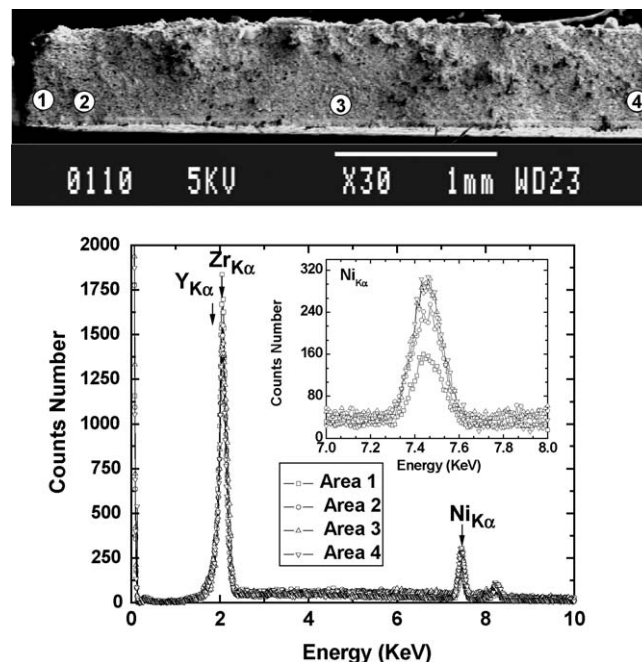 1 2 3 4
0110 5KV X30 1mm WD23
2000
1750
1500
1250
1000
750
500
250
0
0 2 4 6 8 10
Counts Number
Energy (KeV)
Y Kα
Zr Kα
Ni Kα
320
240
160
80
0
7.0 7.2 7.4 7.6 7.8 8.0
Counts Number
Energy (KeV)
Ni Kα
Area 1
Area 2
Area 3
Area 4